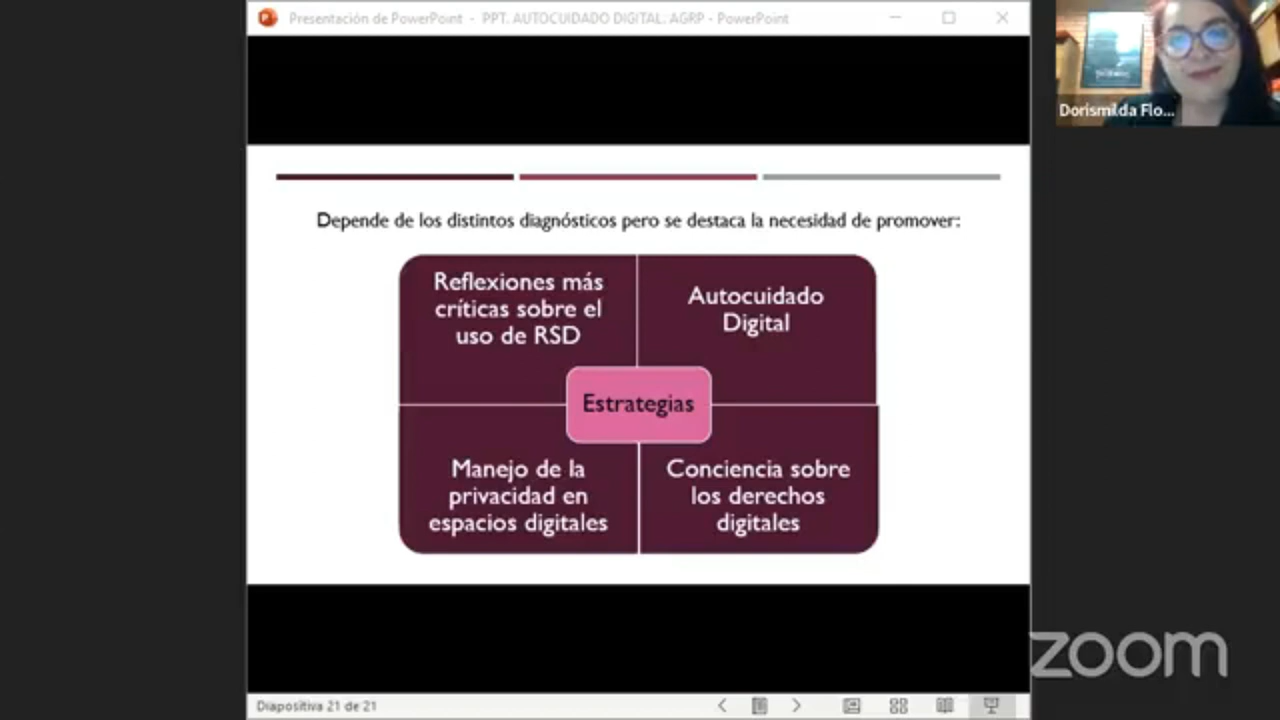 Presentación de PowerPoint - PPT. AUTOCUIDADO DIGITAL. AGRP - PowerPoint
Dorismilda Flo...
Depende de los distintos diagnósticos pero se destaca la necesidad de promover:
Reflexiones más
críticas sobre el
uso de RSD
Autocuidado
Digital
Estrategias
Manejo de la
privacidad en
espacios digitales
Conciencia sobre
los derechos
digitales
zoom
Diapositiva 21 de 21